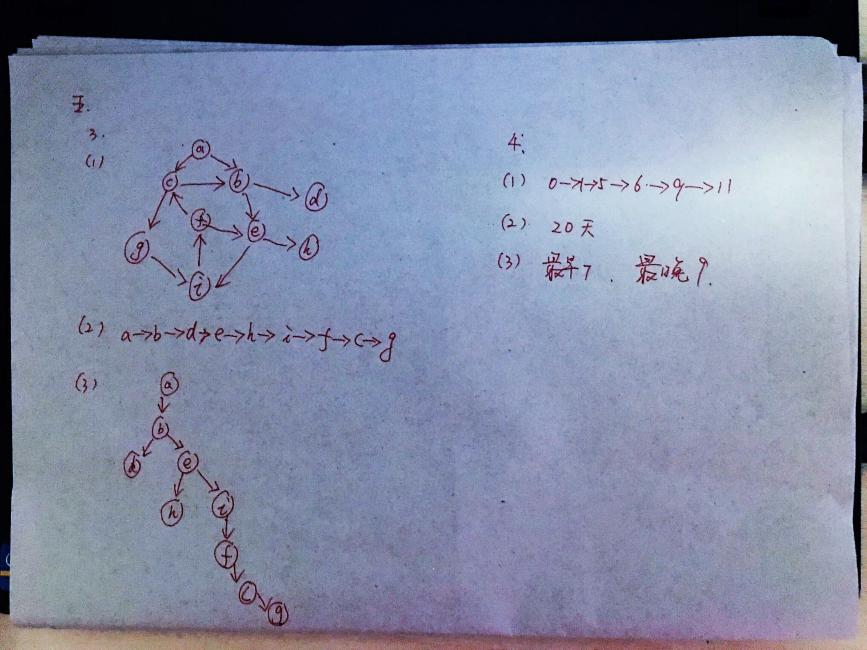 五.
3.
(1)
a
c b d
f e h
g
i
(2) a→b→d→e→h→i→f→c→g
(3)
a
b
d e
h i
f
c g
4.
(1) 0→1→5→6→9→11
(2) 20天
(3) 最早7. 最晚9.